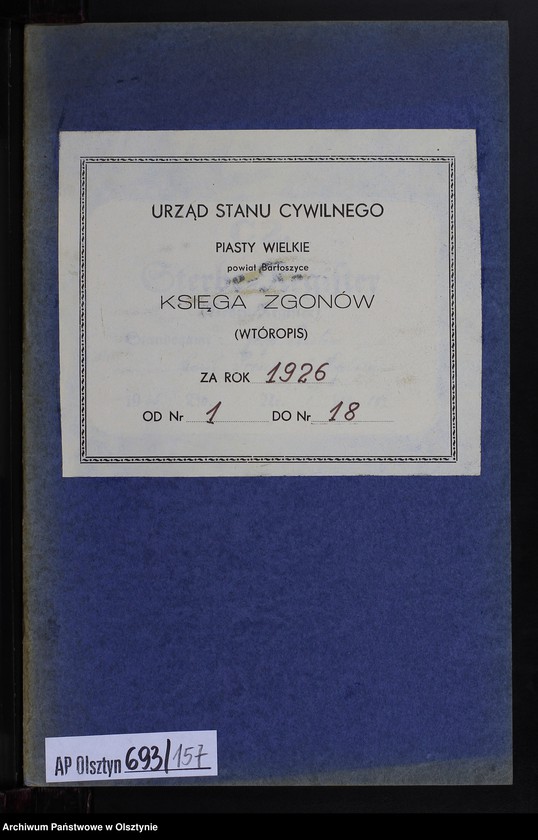 URZĄD STANU CYWILNEGO
PIASTY WIELKIE
powiat Bartoszyce
KSIĘGA ZGONÓW
(WTÓROPIS)
ZA ROK 1926
OD Nr 1 DO Nr 18
AP Olsztyn 693/157
Archiwum Państwowe w Olsztynie